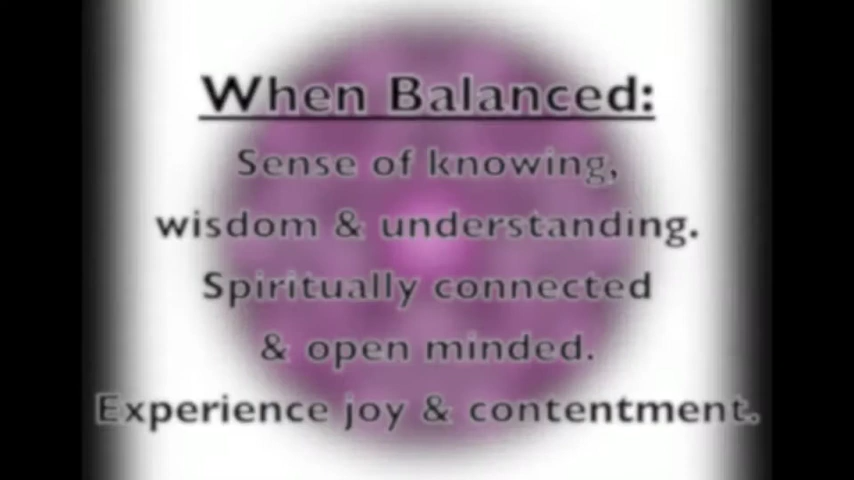 When Balanced:
Sense of knowing,
wisdom & understanding.
Spiritually connected
& open minded.
Experience joy & contentment.